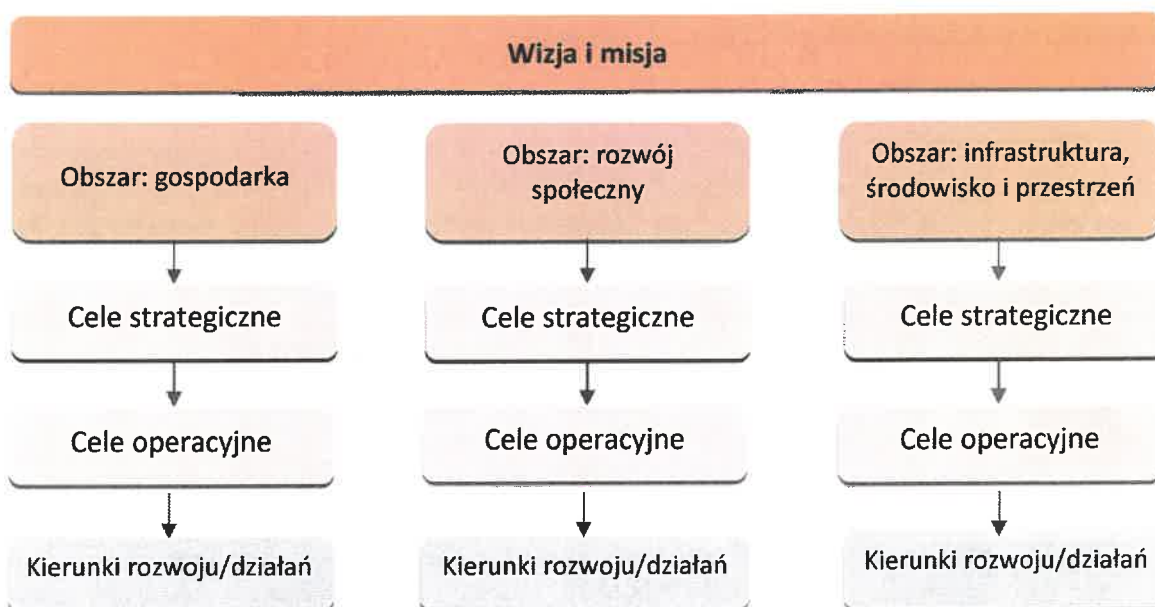 Wizja i misja
Obszar: gospodarka
Obszar: rozwój
społeczny
Obszar: infrastruktura,
środowisko i przestrzeń
Cele strategiczne
Cele strategiczne
Cele strategiczne
Cele operacyjne
Cele operacyjne
Cele operacyjne
Kierunki rozwoju/działań
Kierunki rozwoju/działań
Kierunki rozwoju/działań